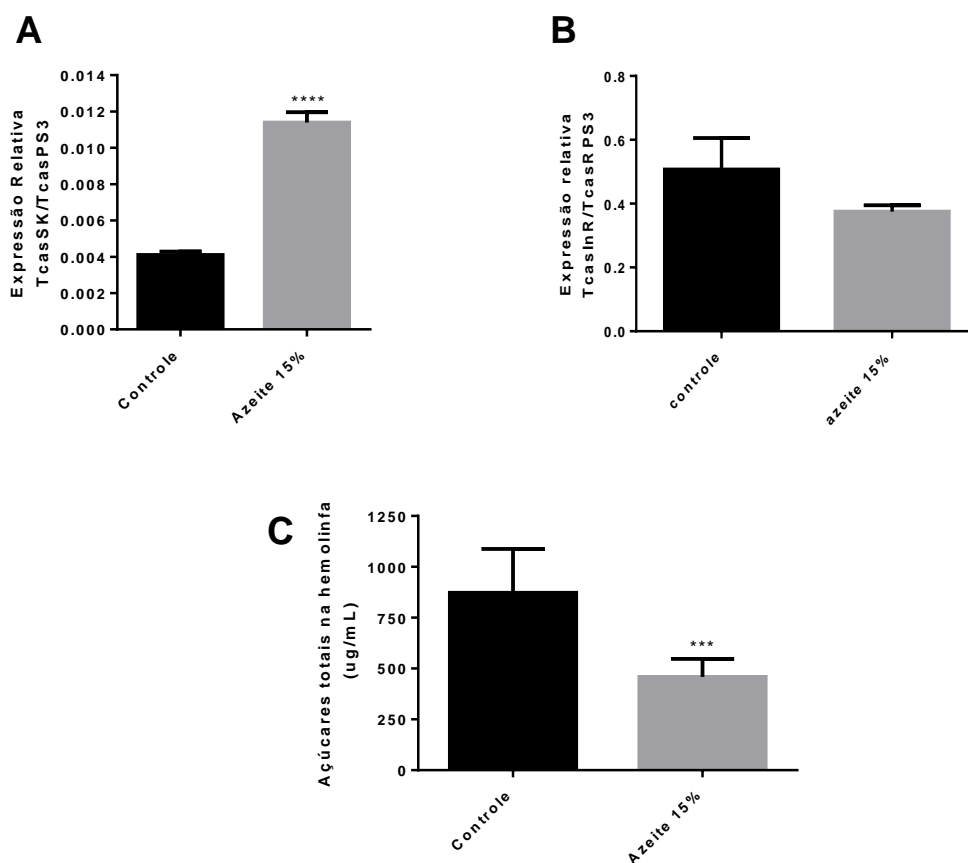 A
Expressão Relativa
TcasSK/TcasPS3
0.014
0.012
0.010
0.008
0.006
0.004
0.002
0.000
****
Controle
Azeite 15%
B
Expressão relativa
TcasInR/TcasRPS3
0.8
0.6
0.4
0.2
0.0
controle
azeite 15%
C
Açúcares totais na hemolinfa
(ug/mL)
1250
1000
750
500
250
0
***
Controle
Azeite 15%